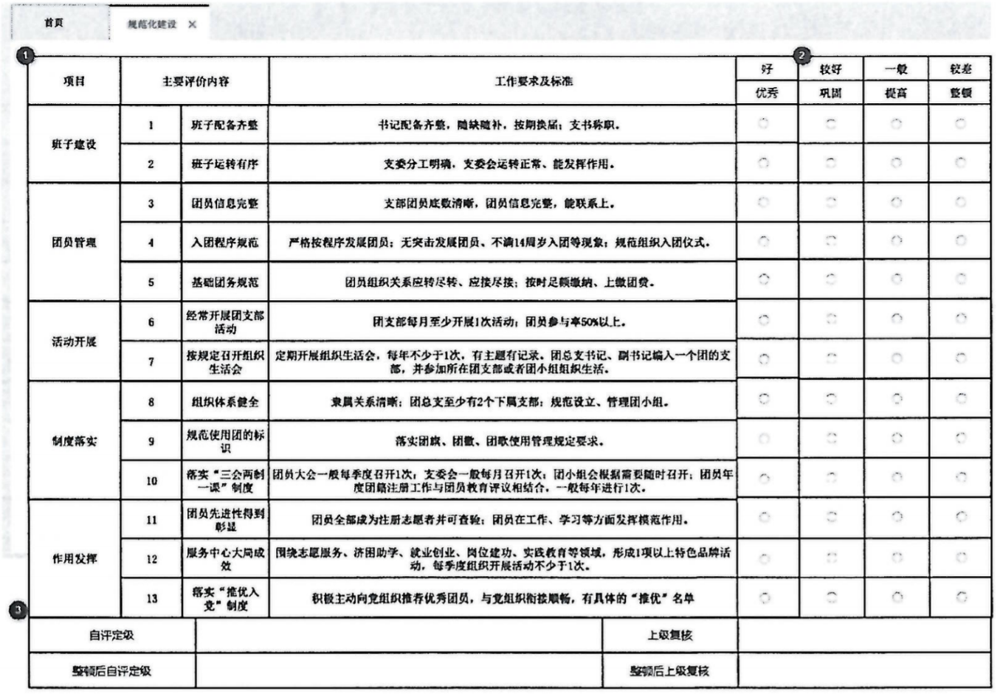 首页 规范化建设 ×
1 2
项目 主要评价内容 工作要求及标准 好 较好 一般 较差
优秀 巩固 提高 整顿
班子建设
1 班子配备齐整 书记配备齐整，随缺随补，按期换届；支书称职。
2 班子运转有序 支委分工明确，支委会运转正常、能发挥作用。
团员管理
3 团员信息完整 支部团员底数清晰，团员信息完整，能联系上。
4 入团程序规范 严格按程序发展团员；无突击发展团员、不满14周岁入团等现象；规范组织入团仪式。
5 基础团务规范 团员组织关系应转尽转、应接尽接；按时足额缴纳、上缴团费。
活动开展
6 经常开展团支部
活动 团支部每月至少开展1次活动；团员参与率50%以上。
7 按规定召开组织
生活会 定期开展组织生活会，每年不少于1次，有主题有记录。团总支书记、副书记编入一个团的支
部，并参加所在团支部或者团小组组织生活。
制度落实
8 组织体系健全 隶属关系清晰；团总支至少有2个下属支部；规范设立、管理团小组。
9 规范使用团的标
识 落实团旗、团徽、团歌使用管理规定要求。
10 落实“三会两制
一课”制度 团员大会一般每季度召开1次；支委会一般每月召开1次；团小组会根据需要随时召开；团员年
度团籍注册工作与团员教育评议相结合，一般每年进行1次。
作用发挥
11 团员先进性得到
彰显 团员全部成为注册志愿者并可查验；团员在工作、学习等方面发挥模范作用。
12 服务中心大局成
效 围绕志愿服务、济困助学、就业创业、岗位建功、实践教育等领域，形成1项以上特色品牌活
动，每季度组织开展活动不少于1次。
13 落实“推优入
党”制度 积极主动向党组织推荐优秀团员，与党组织衔接顺畅，有具体的“推优”名单
3
自评定级 上级复核
整顿后自评定级 整顿后上级复核